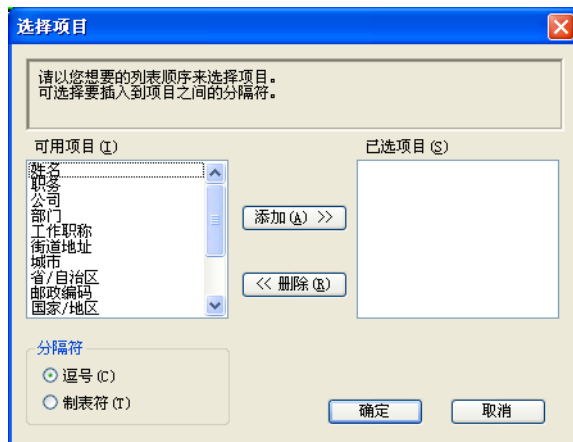 选择项目
请以您想要的列表顺序来选择项目。
可选择要插入到项目之间的分隔符。
可用项目(I)
已选项目(S)
姓名
职务
公司
部门
工作职称
街道地址
城市
省/自治区
邮政编码
国家/地区
添加(A) >>
<< 删除(R)
分隔符
逗号(C)
制表符(T)
确定
取消